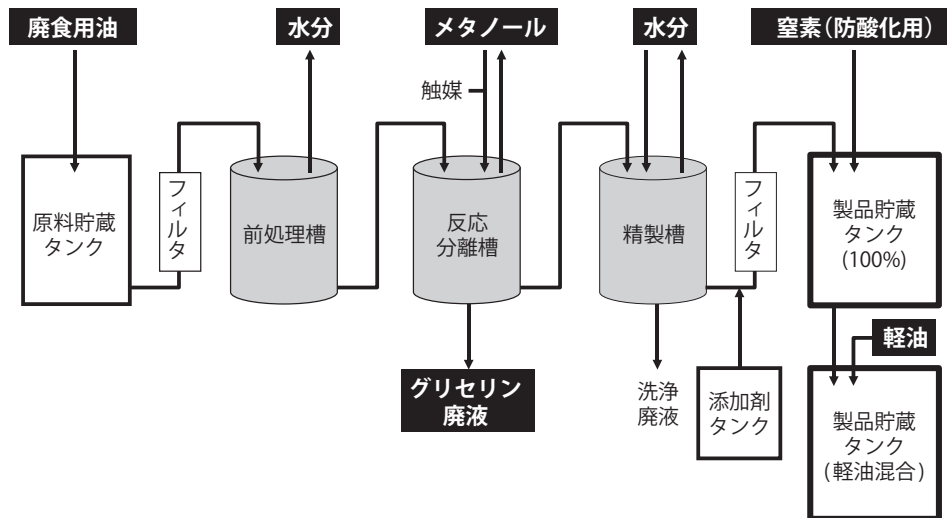 廃食用油
水分
メタノール
水分
窒素(防酸化用)
触媒
原料貯蔵
タンク
フィルタ
前処理槽
反応
分離槽
精製槽
フィルタ
製品貯蔵
タンク
(100%)
軽油
グリセリン
廃液
洗浄
廃液
添加剤
タンク
製品貯蔵
タンク
(軽油混合)